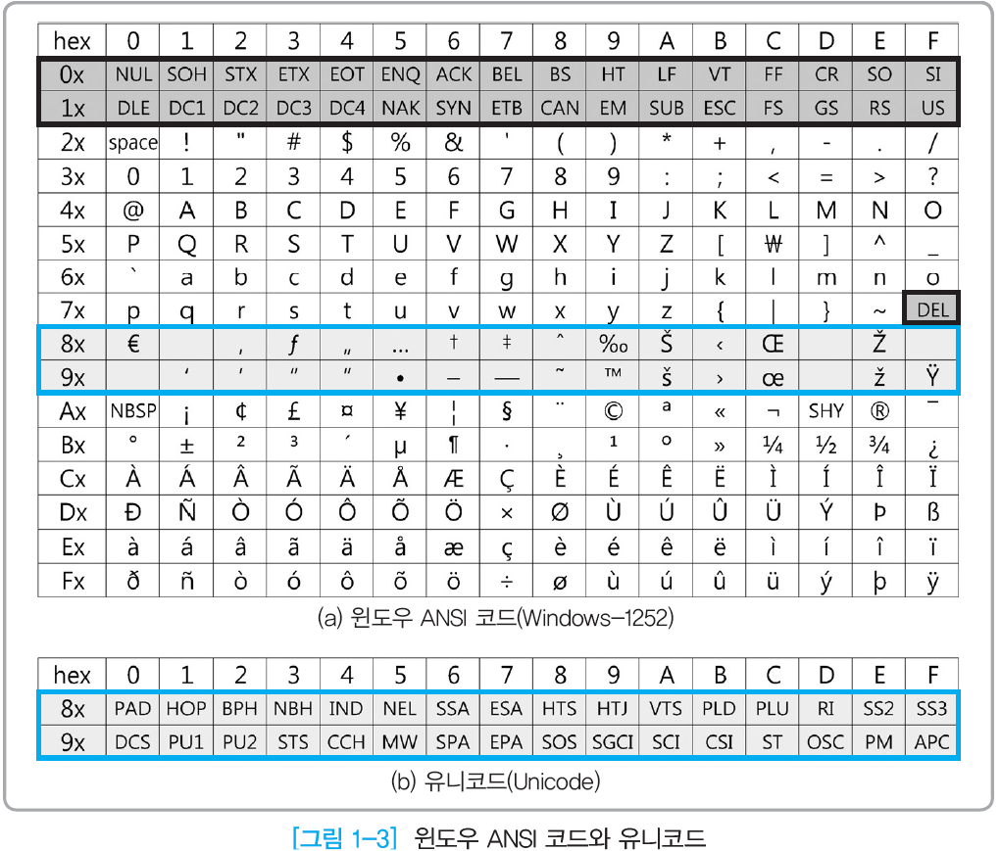 hex 0 1 2 3 4 5 6 7 8 9 A B C D E F
0x NUL SOH STX ETX EOT ENQ ACK BEL BS HT LF VT FF CR SO SI
1x DLE DC1 DC2 DC3 DC4 NAK SYN ETB CAN EM SUB ESC FS GS RS US
2x space ! " # $ % & ' ( ) * + , - . /
3x 0 1 2 3 4 5 6 7 8 9 : ; < = > ?
4x @ A B C D E F G H I J K L M N O
5x P Q R S T U V W X Y Z [ ₩ ] ^ _
6x ` a b c d e f g h i j k l m n o
7x p q r s t u v w x y z { | } ~ DEL
8x € ‚ ƒ „ … † ‡ ˆ ‰ Š ‹ Œ Ž
9x ‘ ’ “ ” • – — ˜ ™ š › œ ž Ÿ
Ax NBSP ¡ ¢ £ ¤ ¥ ¦ § ¨ © ª « ¬ SHY ® ¯
Bx ° ± ² ³ ´ µ ¶ · ¸ ¹ º » ¼ ½ ¾ ¿
Cx À Á Â Ã Ä Å Æ Ç È É Ê Ë Ì Í Î Ï
Dx Ð Ñ Ò Ó Ô Õ Ö × Ø Ù Ú Û Ü Ý Þ ß
Ex à á â ã ä å æ ç è é ê ë ì í î ï
Fx ð ñ ò ó ô õ ö ÷ ø ù ú û ü ý þ ÿ
(a) 윈도우 ANSI 코드(Windows-1252)
hex 0 1 2 3 4 5 6 7 8 9 A B C D E F
8x PAD HOP BPH NBH IND NEL SSA ESA HTS HTJ VTS PLD PLU RI SS2 SS3
9x DCS PU1 PU2 STS CCH MW SPA EPA SOS SGCI SCI CSI ST OSC PM APC
(b) 유니코드(Unicode)
[그림 1-3] 윈도우 ANSI 코드와 유니코드